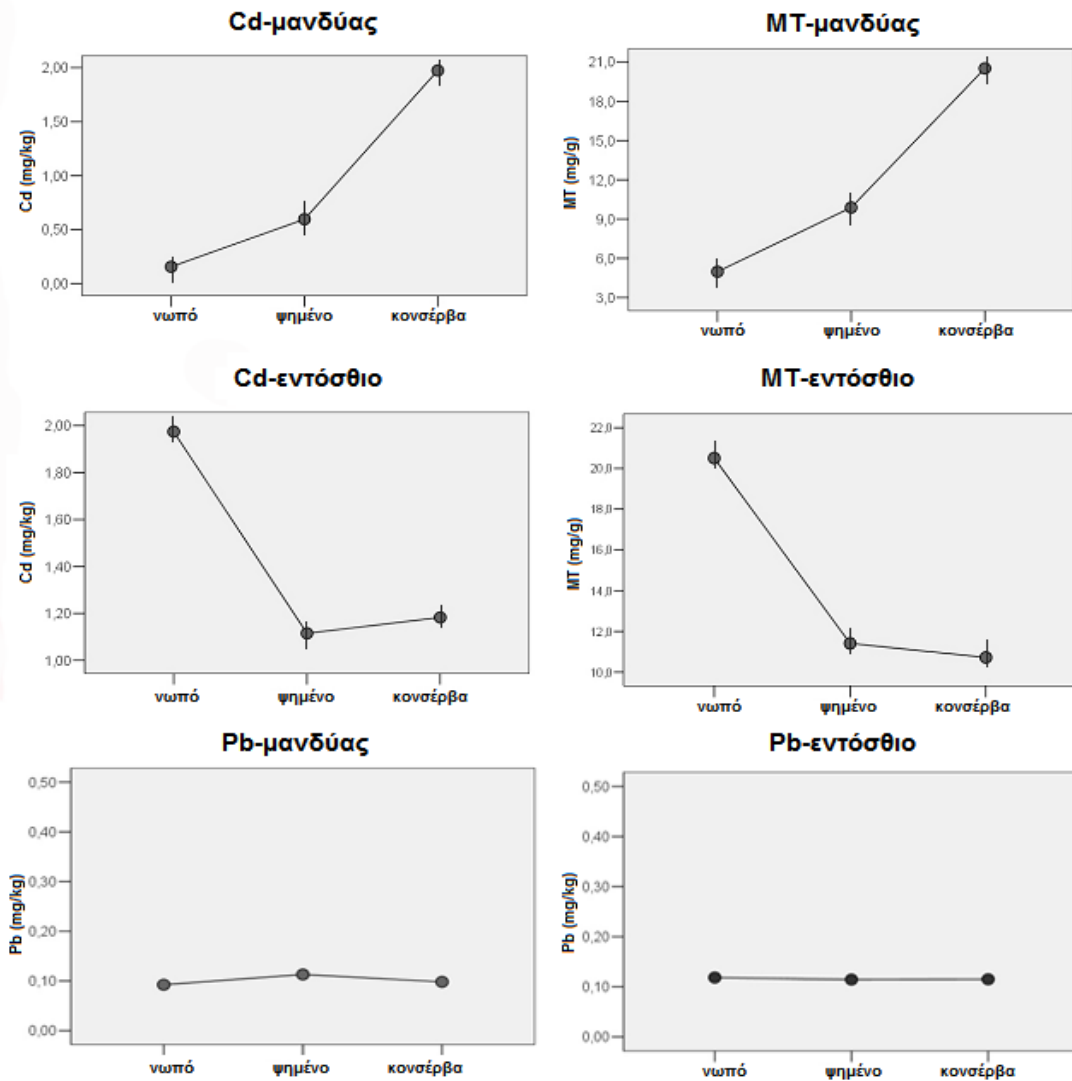 Cd-μανδύας
Cd (mg/kg)
2,00
1,50
1,00
0,50
0,00
νωπό ψημένο κονσέρβα
MT-μανδύας
MT (mg/g)
21,0
18,0
15,0
12,0
9,0
6,0
3,0
νωπό ψημένο κονσέρβα
Cd-εντόσθιο
Cd (mg/kg)
2,00
1,80
1,60
1,40
1,20
1,00
νωπό ψημένο κονσέρβα
MT-εντόσθιο
MT (mg/g)
22,0
20,0
18,0
16,0
14,0
12,0
10,0
νωπό ψημένο κονσέρβα
Pb-μανδύας
Pb (mg/kg)
0,50
0,40
0,30
0,20
0,10
0,00
νωπό ψημένο κονσέρβα
Pb-εντόσθιο
Pb (mg/kg)
0,50
0,40
0,30
0,20
0,10
0,00
νωπό ψημένο κονσέρβα